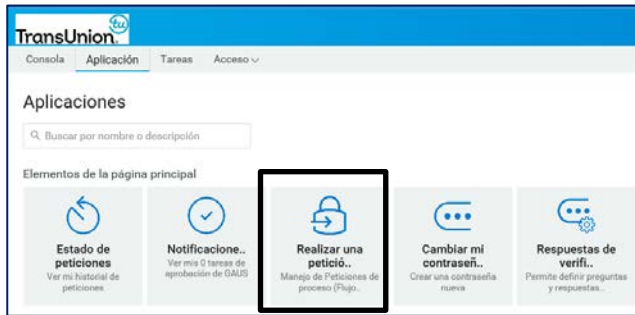 tu
TransUnion.
Consola Aplicación Tareas Acceso
Aplicaciones
Buscar por nombre o descripción
Elementos de la página principal
Estado de
peticiones
Ver mi historial de
peticiones
Notificacione..
Ver mis 0 tareas de
aprobación de GAUS
Realizar una
petició..
Manejo de Peticiones de
proceso (Flujo..
Cambiar mi
contraseñ..
Crear una contraseña
nueva
Respuestas de
verifi..
Permite definir preguntas
y respuestas..